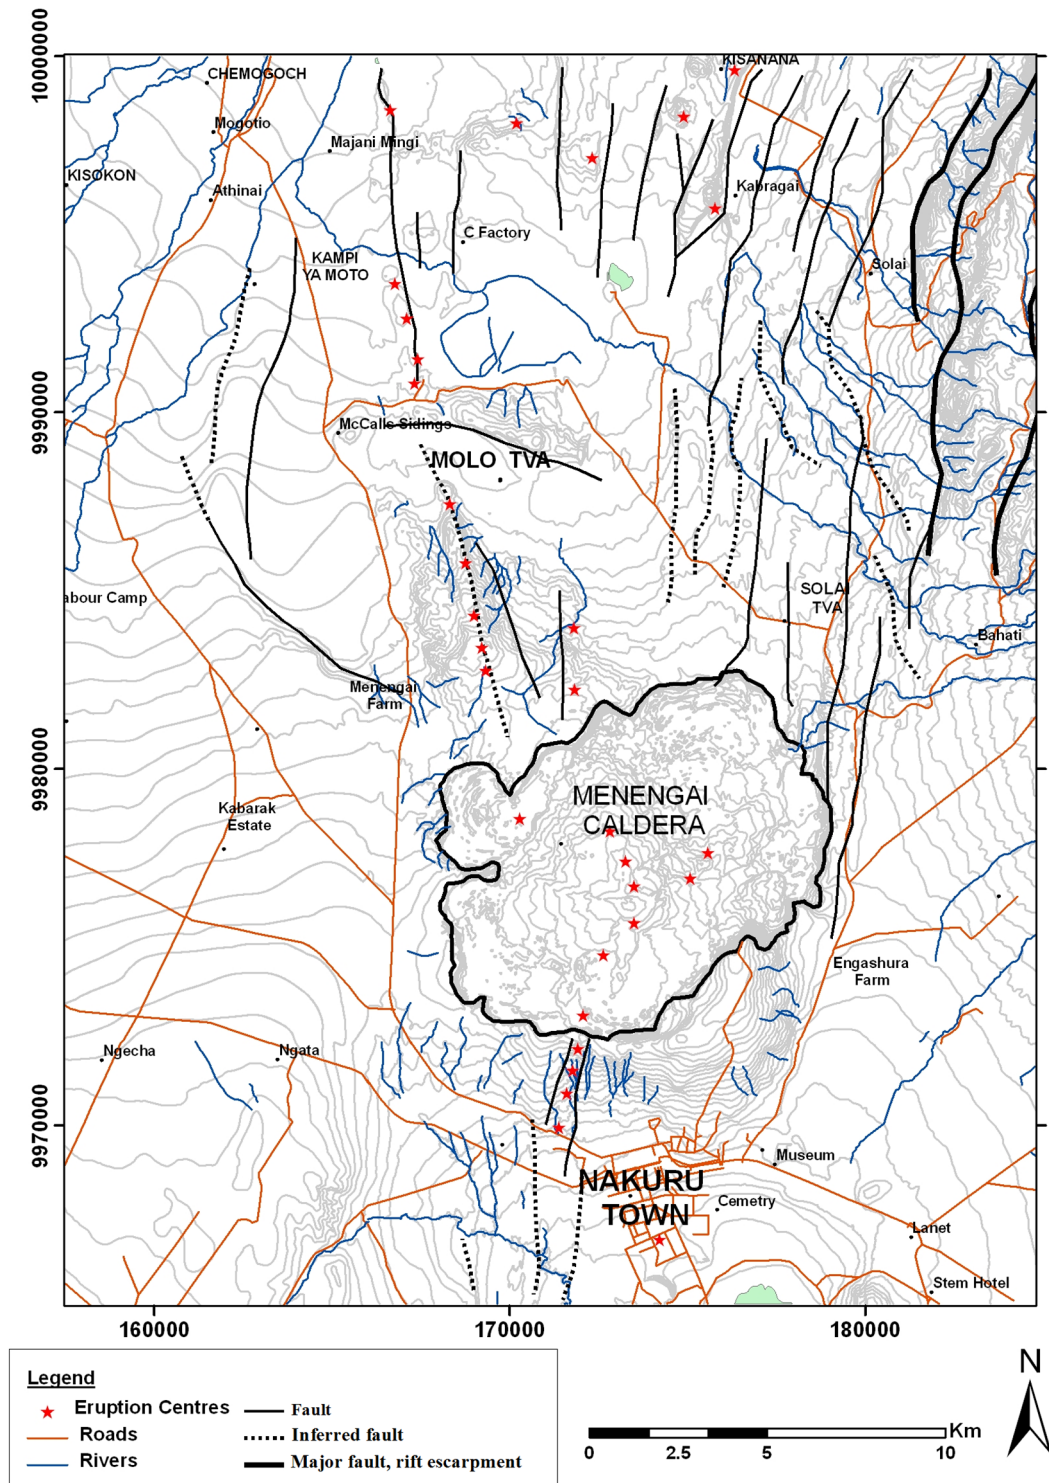 KISANANA
CHEMOGOCH
Mogotio
Majani Mingi
KISOKON
Athinai
Kabragai
C Factory
KAMPI
YA MOTO
Solai
McCalls Sidings
MOLO TVA
abour Camp
SOLAI
TVA
Bahati
Menengai
Farm
MENENGAI
CALDERA
Kabarak
Estate
Engashura
Farm
Ngecha
Ngata
Museum
NAKURU
TOWN
Cemetry
Lanet
Stem Hotel
10000000
9990000
9980000
9970000
160000
170000
180000
Legend
Eruption Centres
Roads
Rivers
Fault
Inferred fault
Major fault, rift escarpment
N
Km
0
2.5
5
10